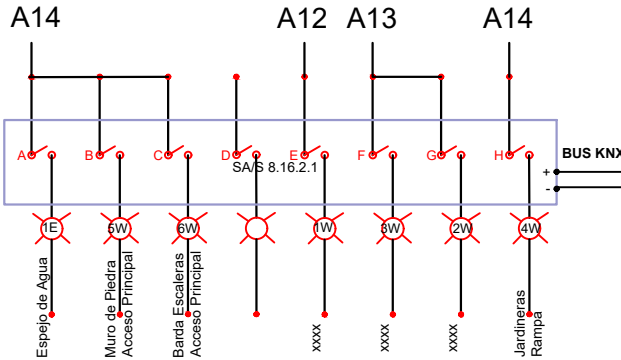 A14 A12 A13 A14
A B C D E F G H
BUS KNX
SA/S 8.16.2.1
+
-
1E 5W 6W 1W 3W 2W 4W
Espejo de Agua
Muro de Piedra
Acceso Principal
Barda Escaleras
Acceso Principal
xxxx
xxxx
xxxx
Jardineras
Rampa